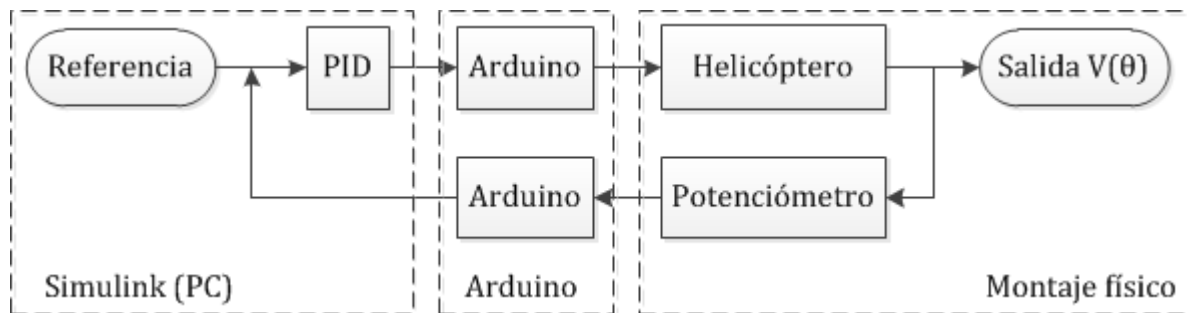 Referencia
PID
Arduino
Helicóptero
Salida V(θ)
Arduino
Potenciómetro
Simulink (PC)
Arduino
Montaje físico